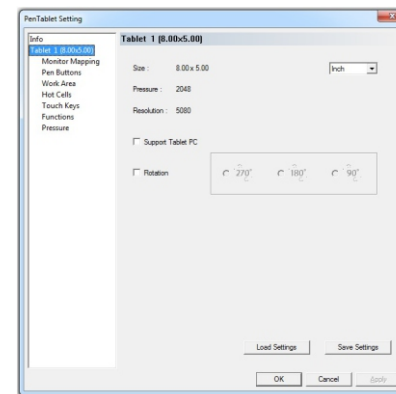 PenTablet Setting
Info
Tablet 1 (8.00x5.00)
Monitor Mapping
Pen Buttons
Work Area
Hot Cells
Touch Keys
Functions
Pressure
Tablet 1 (8.00x5.00)
Size : 8.00 x 5.00 Inch
Pressure : 2048
Resolution : 5080
Support Tablet PC
Rotation 270° 180° 90°
Load Settings Save Settings
OK Cancel Apply